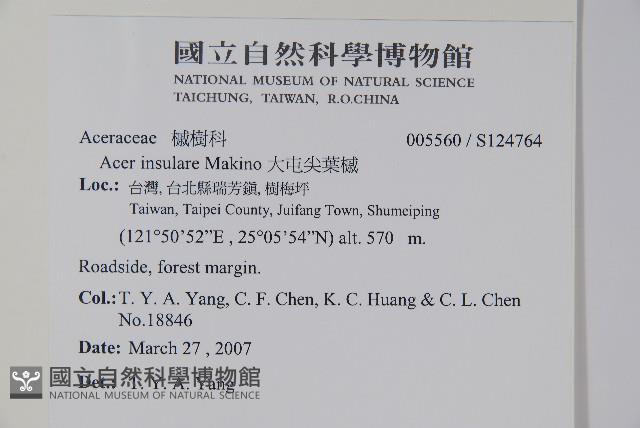 國立自然科學博物館
NATIONAL MUSEUM OF NATURAL SCIENCE
TAICHUNG, TAIWAN, R.O.CHINA
Aceraceae 槭樹科 005560 / S124764
Acer insulare Makino 大屯尖葉槭
Loc.: 台灣, 台北縣瑞芳鎮, 樹梅坪
Taiwan, Taipei County, Juifang Town, Shumeiping
(121°50’52”E , 25°05’54”N) alt. 570 m.
Roadside, forest margin.
Col.: T. Y. A. Yang, C. F. Chen, K. C. Huang & C. L. Chen
No.18846
Date: March 27 , 2007
Det.: T. Y. A. Yang
國立自然科學博物館
NATIONAL MUSEUM OF NATURAL SCIENCE